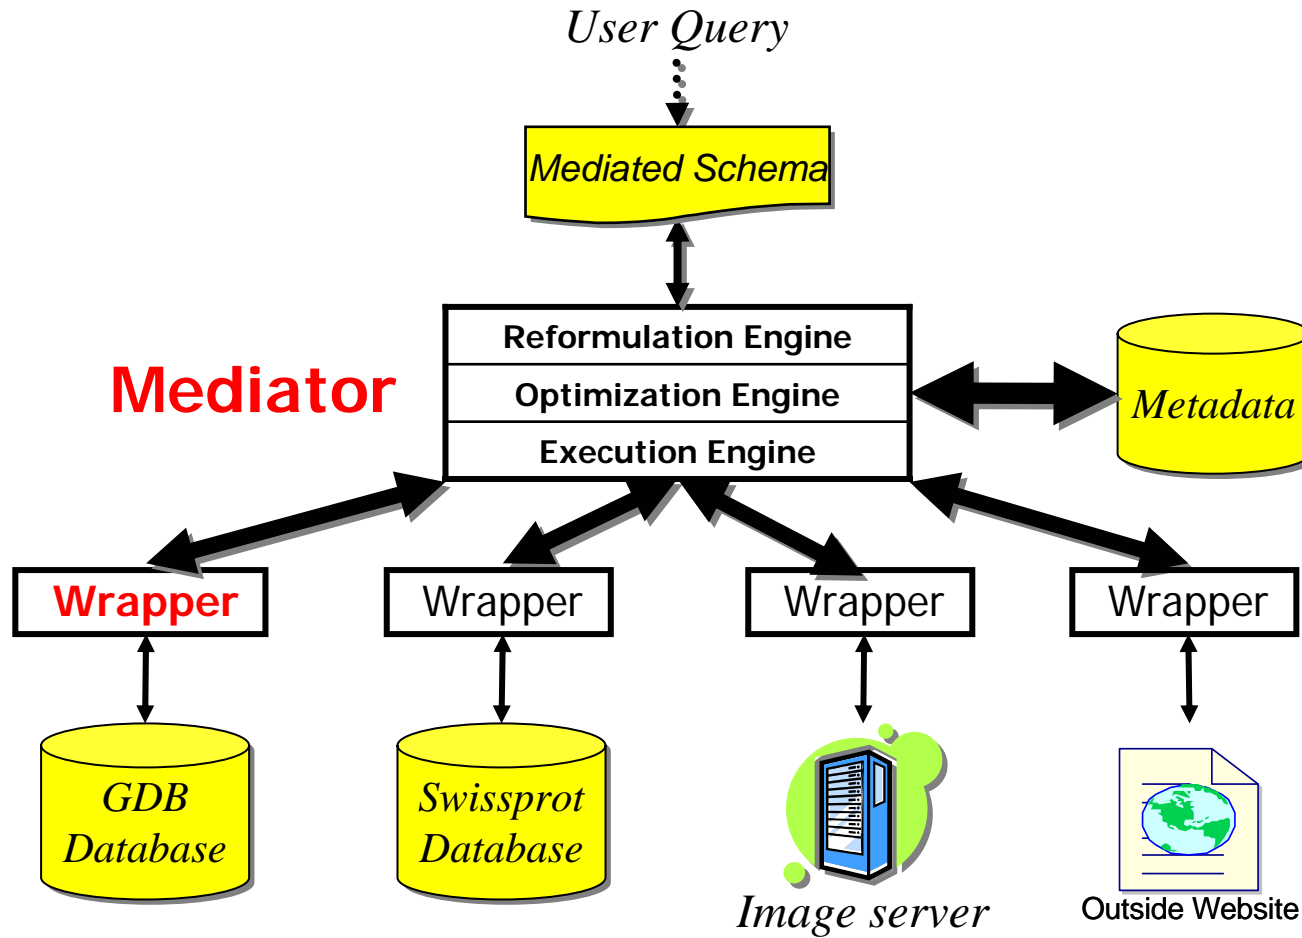 User Query
Mediated Schema
Reformulation Engine
Mediator
Optimization Engine
Metadata
Execution Engine
Wrapper
Wrapper
Wrapper
Wrapper
GDB
Database
Swissprot
Database
Image server
Outside Website